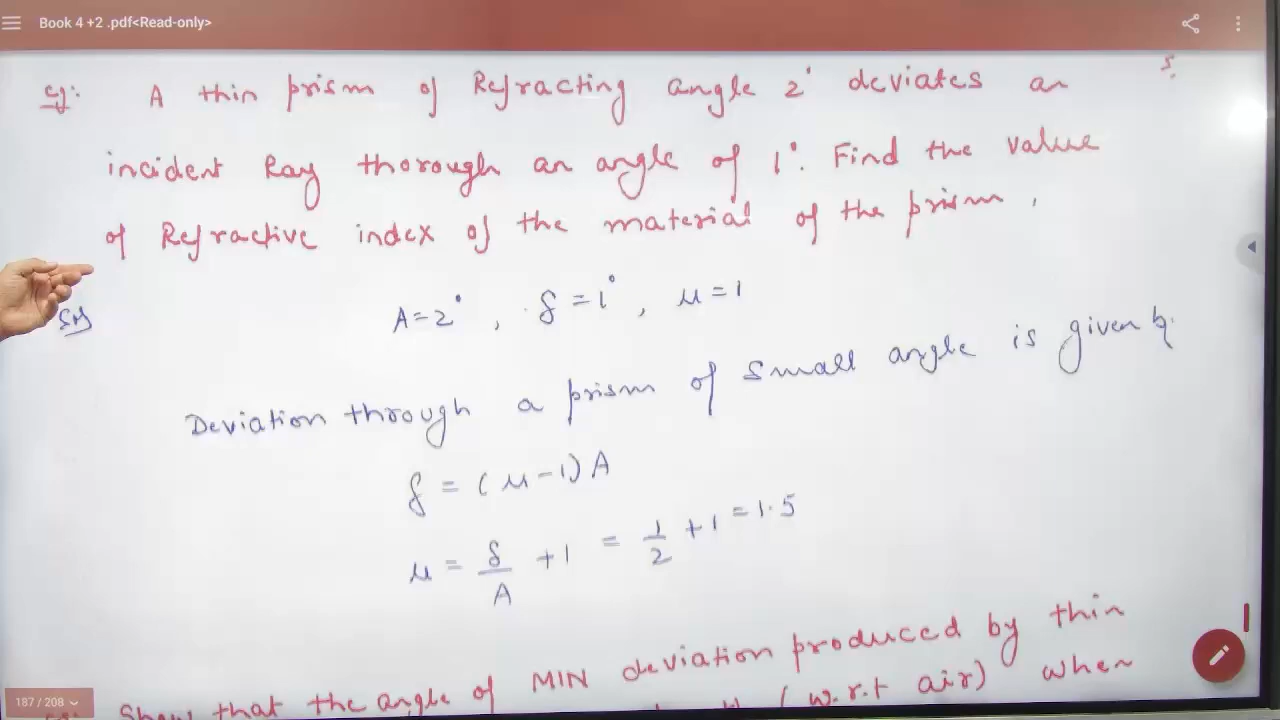 Book 4 +2 .pdf<Read-only>
eg: A thin prism of Refracting angle 2° deviates an
incident Ray thorough an angle of 1°. Find the value
of Refractive index of the material of the prism.
Sol A=2°, δ=1°, μ=1
Deviation through a prism of small angle is given by
δ = (μ-1)A
μ = δ/A +1 = 1/2 +1 = 1.5
Show that the angle of MIN deviation produced by thin
(w.r.t air) when
187 / 208